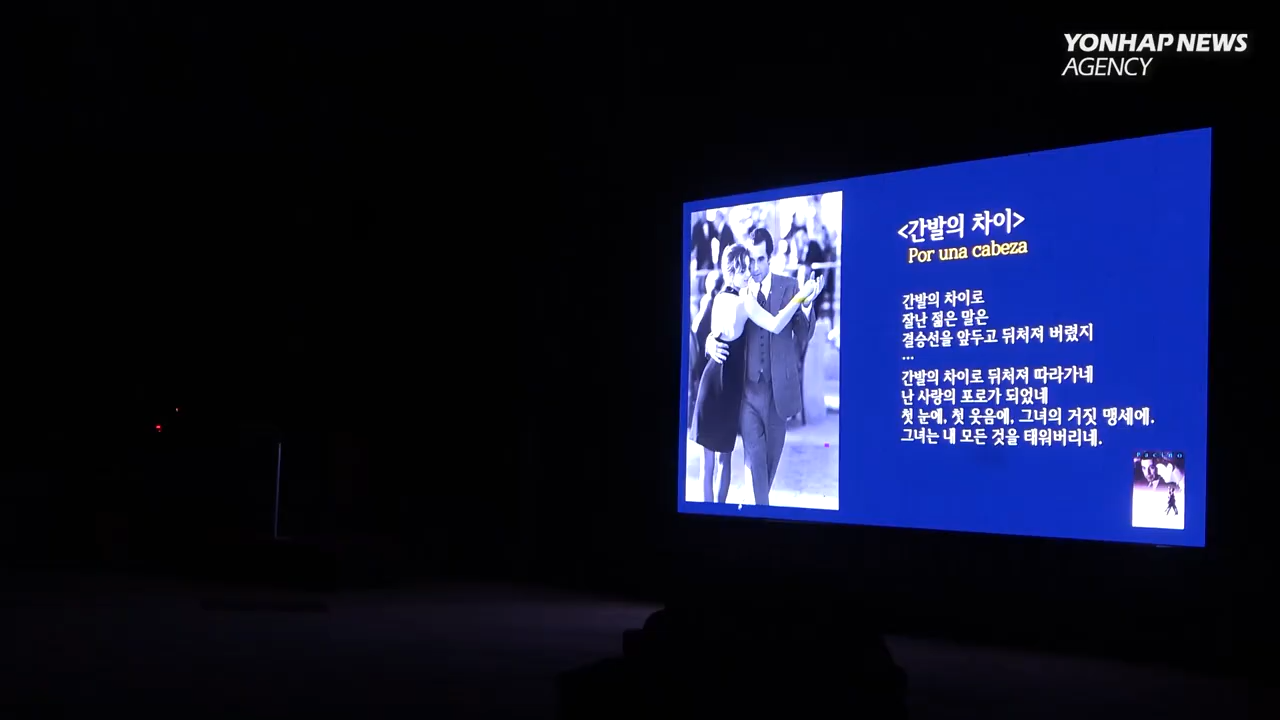 YONHAP NEWS
AGENCY
<간발의 차이>
Por una cabeza
간발의 차이로
잘난 젊은 말은
결승선을 앞두고 뒤처져 버렸지
...
간발의 차이로 뒤처져 따라가네
난 사랑의 포로가 되었네
첫 눈에, 첫 웃음에, 그녀의 거짓 맹세에.
그녀는 내 모든 것을 태워버리네.
Pacino